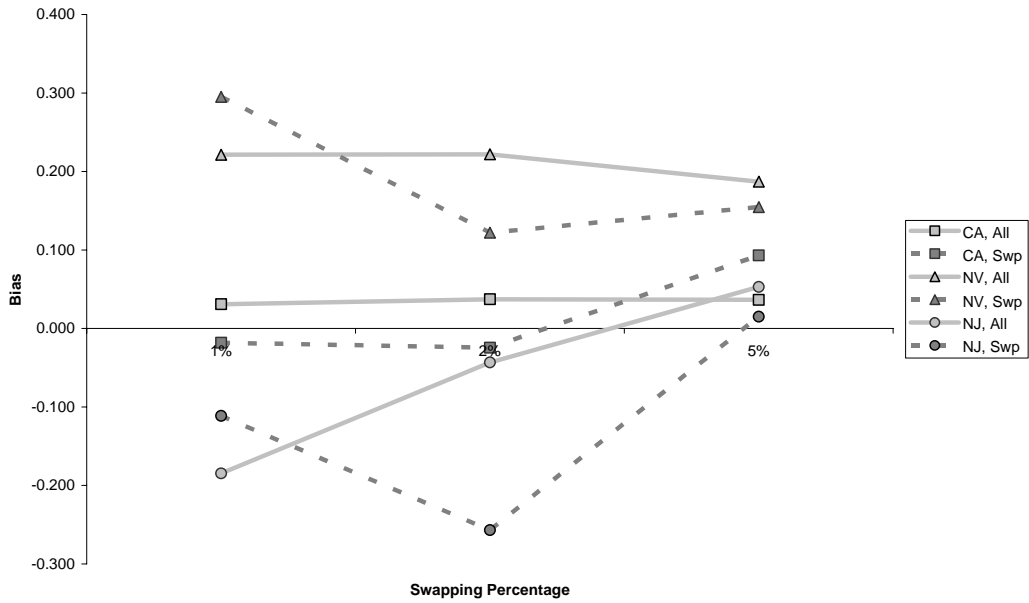 0.400
0.300
0.200
0.100
0.000
-0.100
-0.200
-0.300
Bias
1%
2%
5%
Swapping Percentage
CA, All
CA, Swp
NV, All
NV, Swp
NJ, All
NJ, Swp